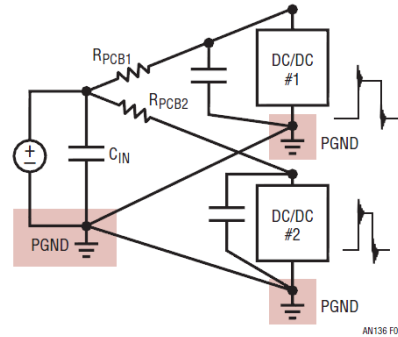 RPCB1
DC/DC
#1
RPCB2
PGND
+
−
CIN
DC/DC
#2
PGND
PGND
AN136 F0